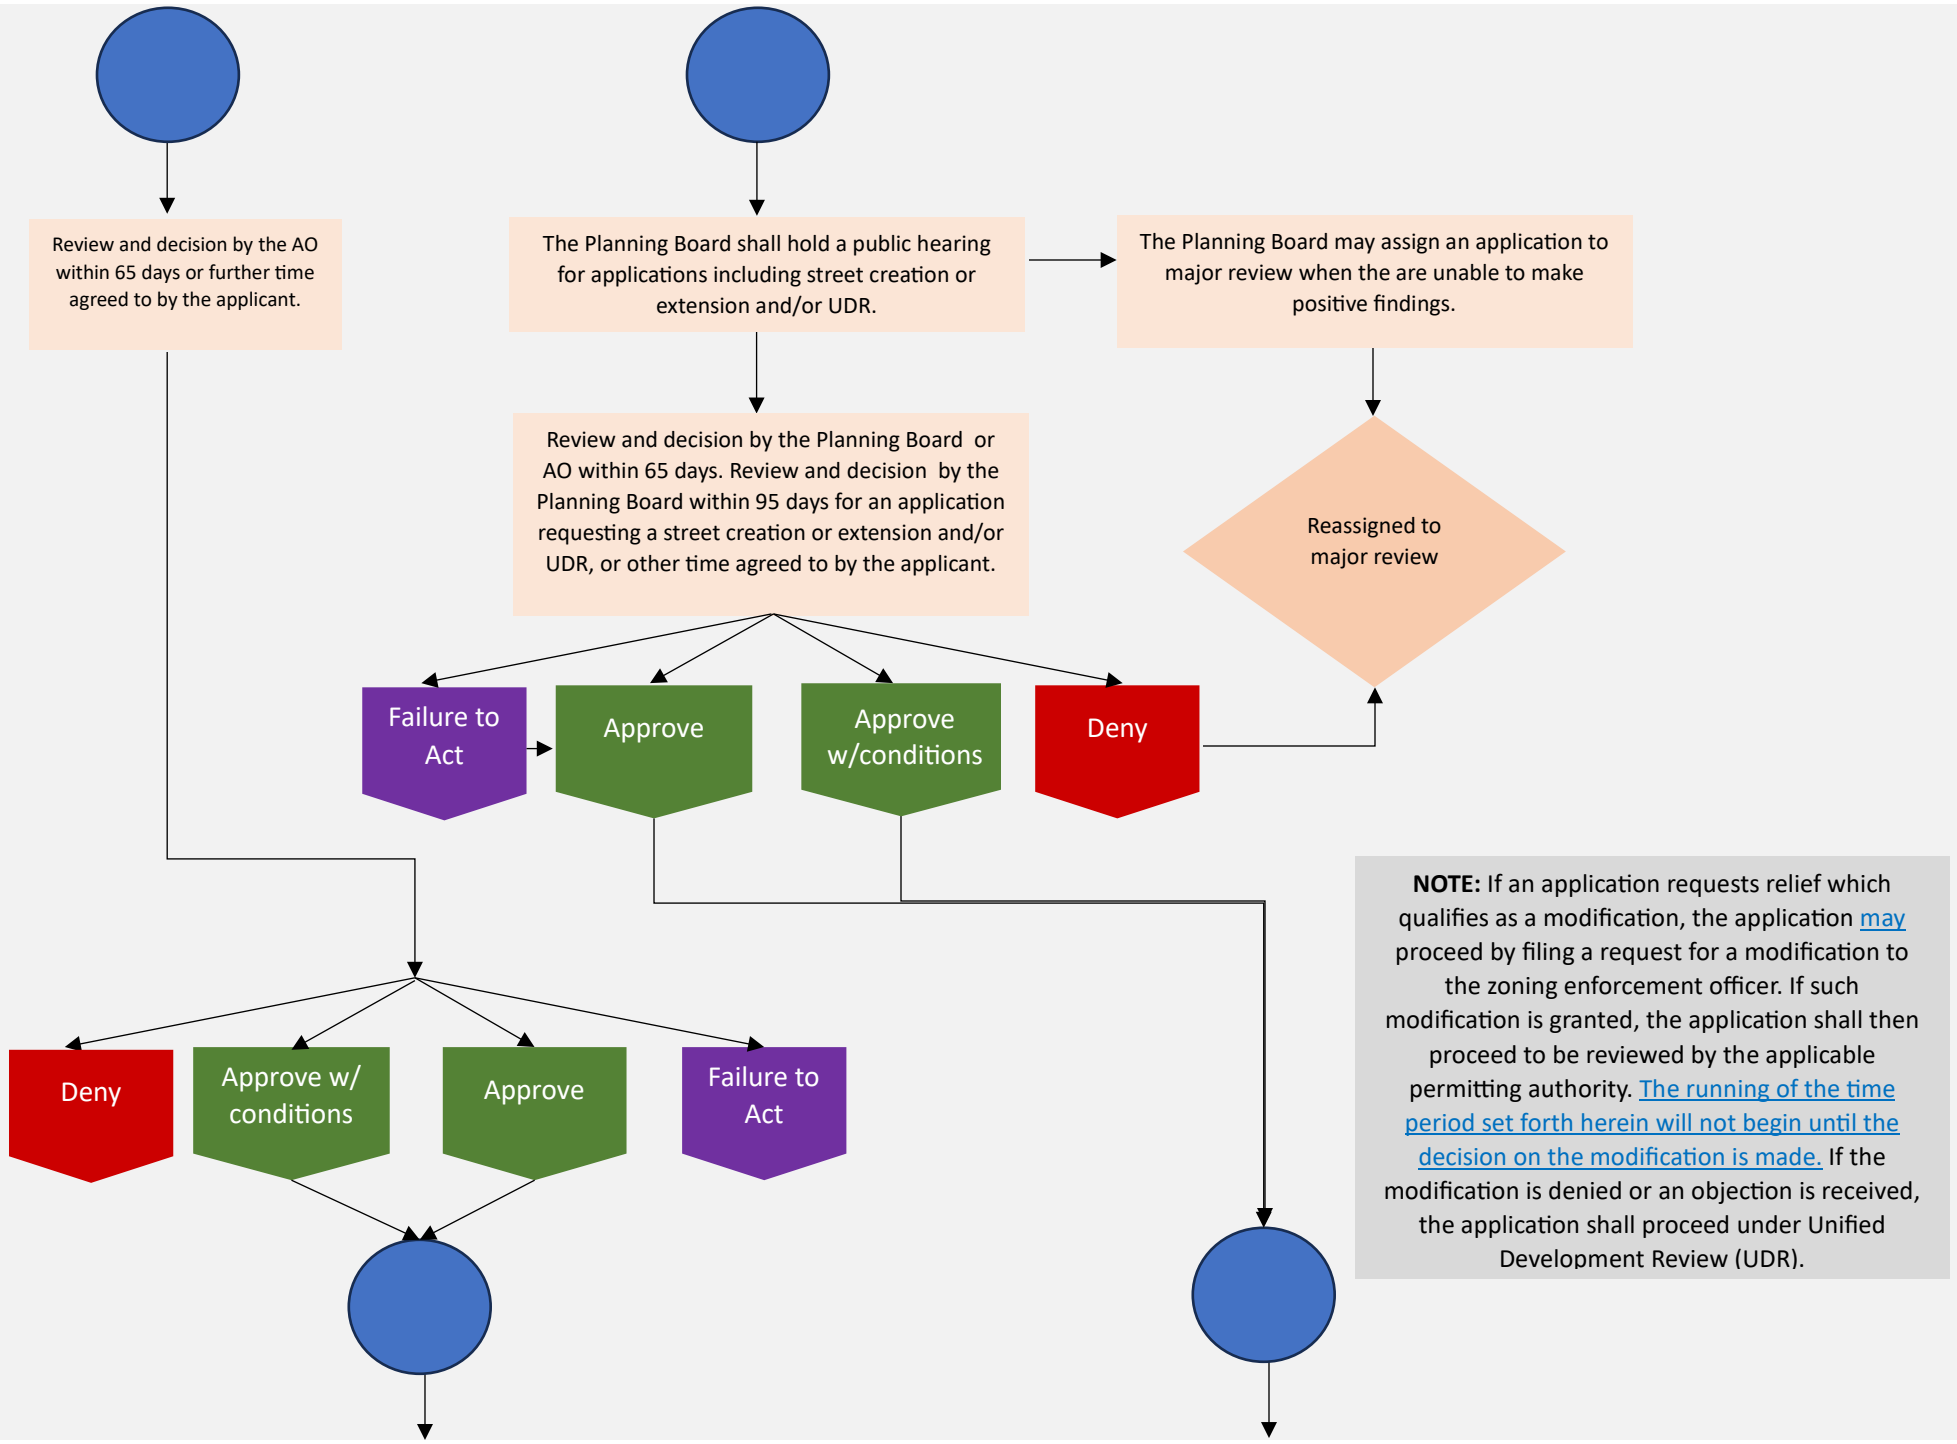 Review and decision by the AO
within 65 days or further time
agreed to by the applicant.
The Planning Board shall hold a public hearing
for applications including street creation or
extension and/or UDR.
The Planning Board may assign an application to
major review when the are unable to make
positive findings.
Review and decision by the Planning Board or
AO within 65 days. Review and decision by the
Planning Board within 95 days for an application
requesting a street creation or extension and/or
UDR, or other time agreed to by the applicant.
Reassigned to
major review
Failure to
Act
Approve
Approve
w/conditions
Deny
NOTE: If an application requests relief which
qualifies as a modification, the application may
proceed by filing a request for a modification to
the zoning enforcement officer. If such
modification is granted, the application shall then
proceed to be reviewed by the applicable
permitting authority. The running of the time
period set forth herein will not begin until the
decision on the modification is made. If the
modification is denied or an objection is received,
the application shall proceed under Unified
Development Review (UDR).
Deny
Approve w/
conditions
Approve
Failure to
Act